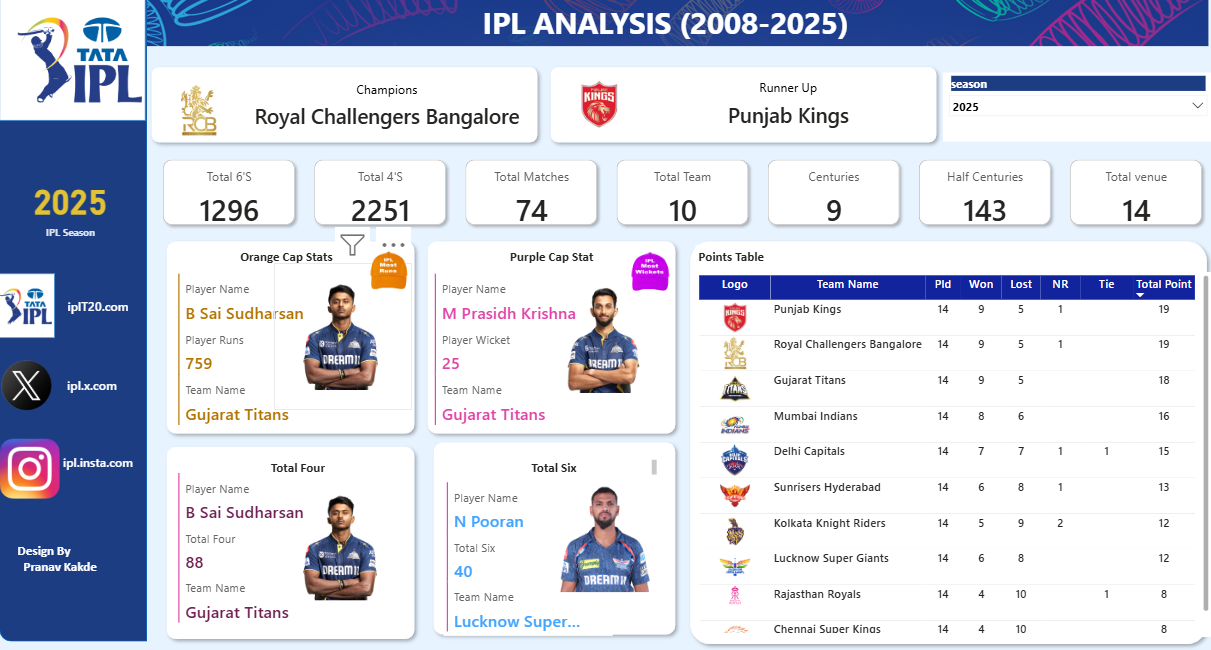 IPL ANALYSIS (2008-2025)
TATA
IPL
Champions
Royal Challengers Bangalore
RCB
Runner Up
Punjab Kings
KINGS
season
2025
2025
IPL Season
Total 6'S
1296
Total 4'S
2251
Total Matches
74
Total Team
10
Centuries
9
Half Centuries
143
Total venue
14
TATA
IPL
iplT20.com
ipl.x.com
ipl.insta.com
Design By
Pranav Kakde
Orange Cap Stats
IPL
Most
Runs
Player Name
B Sai Sudharsan
Player Runs
759
Team Name
Gujarat Titans
DREAM11
Purple Cap Stat
IPL
Most
Wickets
Player Name
M Prasidh Krishna
Player Wicket
25
Team Name
Gujarat Titans
DREAM11
Total Four
Player Name
B Sai Sudharsan
Total Four
88
Team Name
Gujarat Titans
DREAM11
Total Six
Player Name
N Pooran
Total Six
40
Team Name
Lucknow Super...
DREAM11
Points Table
Logo Team Name Pld Won Lost NR Tie Total Point
Punjab Kings 14 9 5 1 19
Royal Challengers Bangalore 14 9 5 1 19
Gujarat Titans 14 9 5 18
Mumbai Indians 14 8 6 16
Delhi Capitals 14 7 7 1 1 15
Sunrisers Hyderabad 14 6 8 1 13
Kolkata Knight Riders 14 5 9 2 12
Lucknow Super Giants 14 6 8 12
Rajasthan Royals 14 4 10 1 8
Chennai Super Kings 14 4 10 8